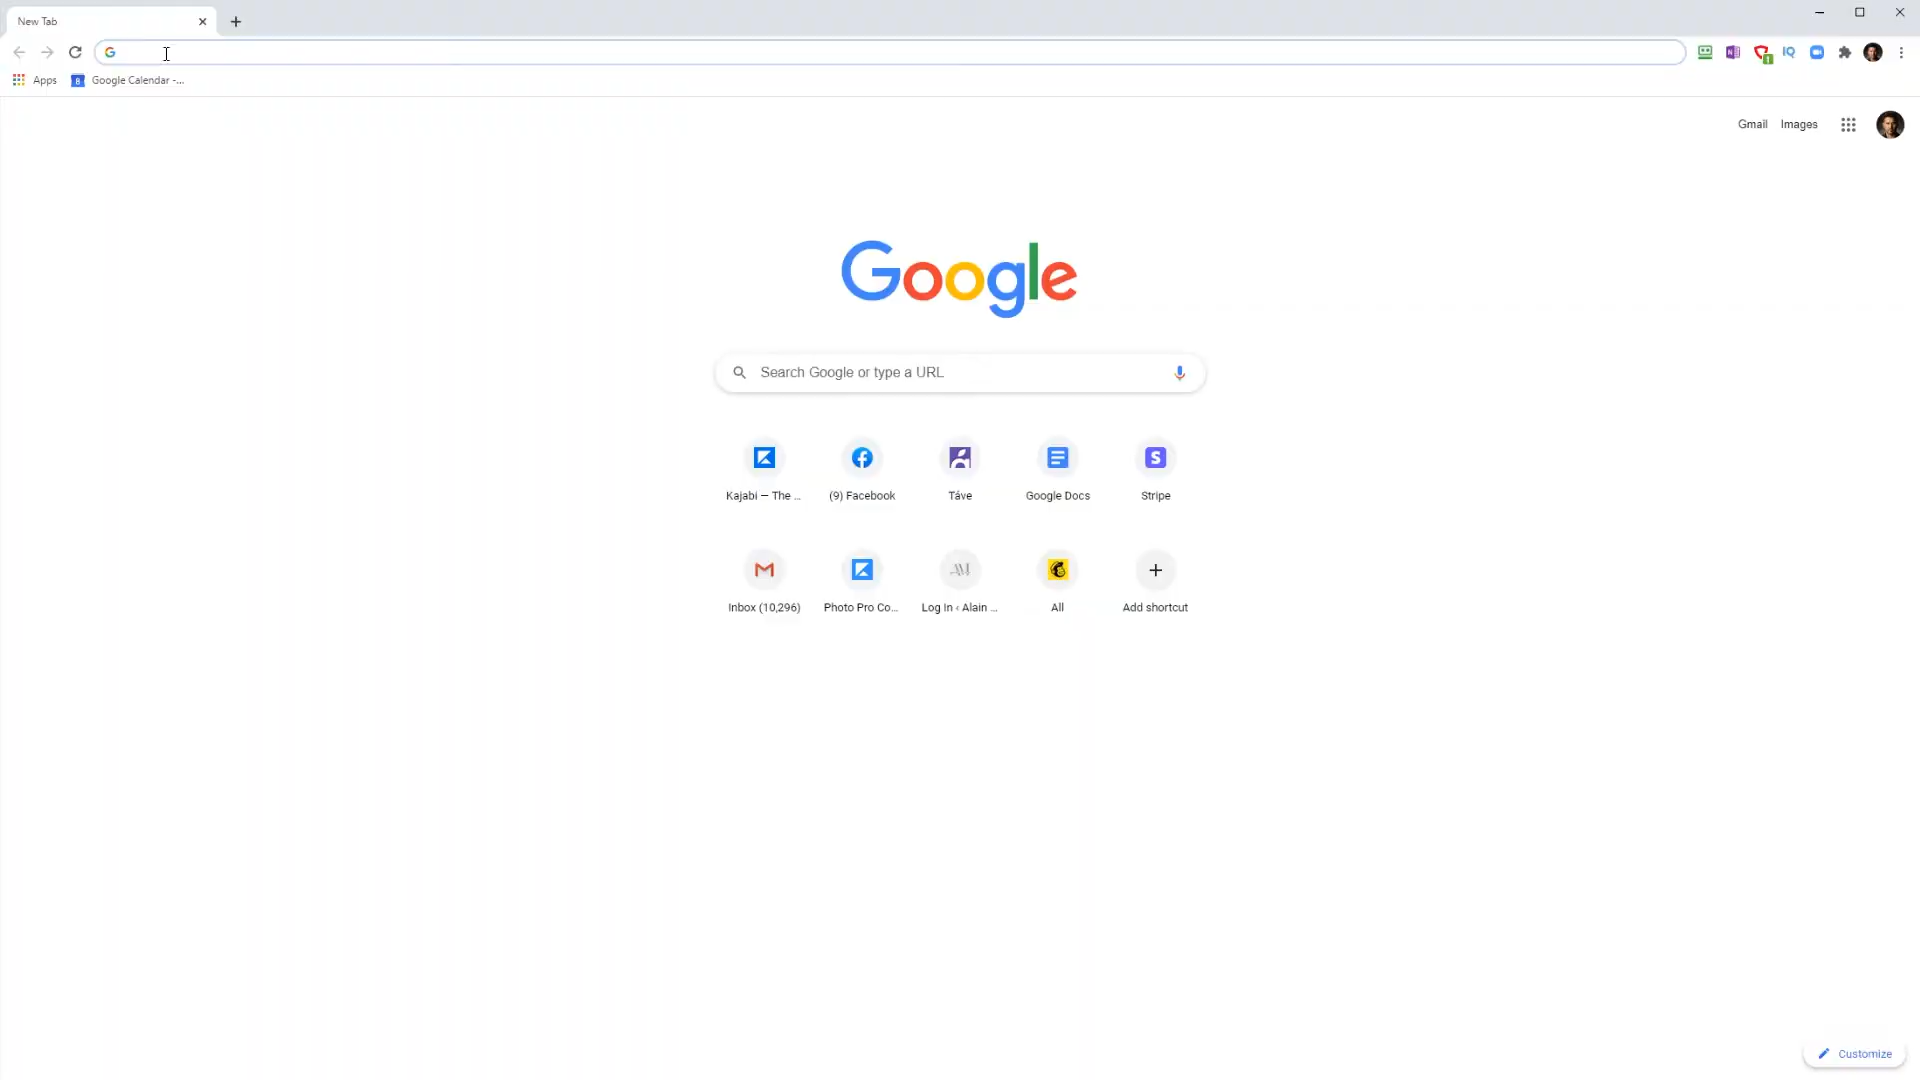 New Tab
Apps
Google Calendar -...
Gmail Images
Google
Search Google or type a URL
Kajabi — The ...
(9) Facebook
Táve
Google Docs
Stripe
Inbox (10,296)
Photo Pro Co...
Log In ‹ Alain ...
All
Add shortcut
Customize